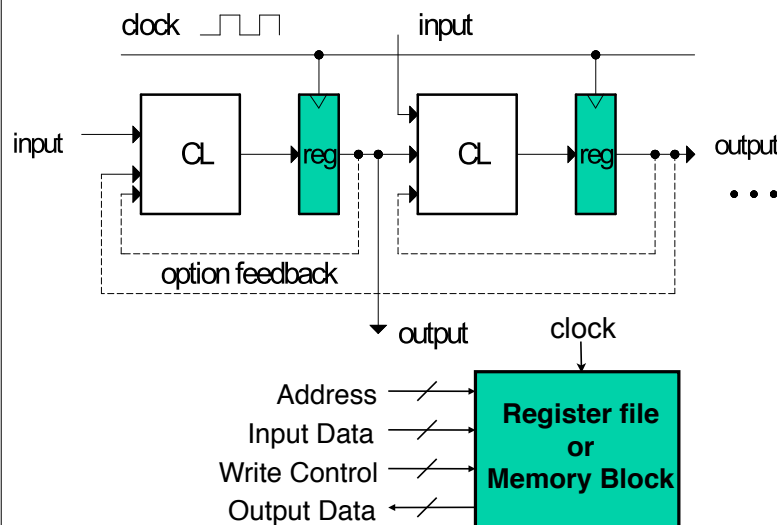 clock
input
input
CL
reg
CL
reg
output
• • •
option feedback
output
clock
Address
Input Data
Write Control
Output Data
Register file
or
Memory Block